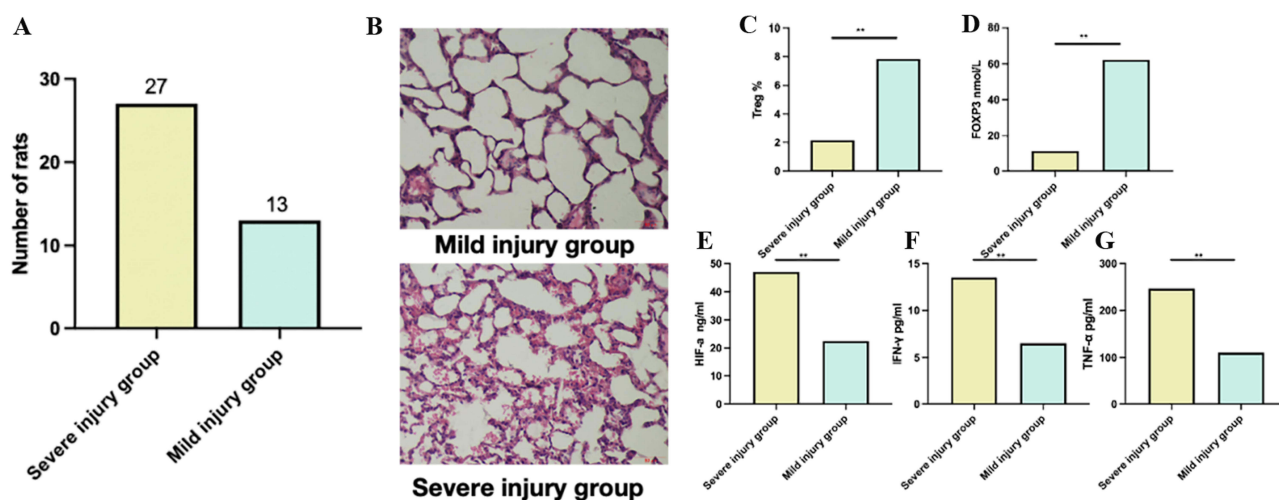 A
Number of rats
30
20
10
0
27
13
Severe injury group
Mild injury group
B
Mild injury group
Severe injury group
C
Treg %
10
8
6
4
2
0
**
Severe injury group
Mild injury group
D
FOXP3 nmol/L
80
60
40
20
0
**
Severe injury group
Mild injury group
E
HIF-a ng/ml
50
40
30
20
10
0
**
Severe injury group
Mild injury group
F
IFN-γ pg/ml
15
10
5
0
**
Severe injury group
Mild injury group
G
TNF-α pg/ml
300
200
100
0
**
Severe injury group
Mild injury group